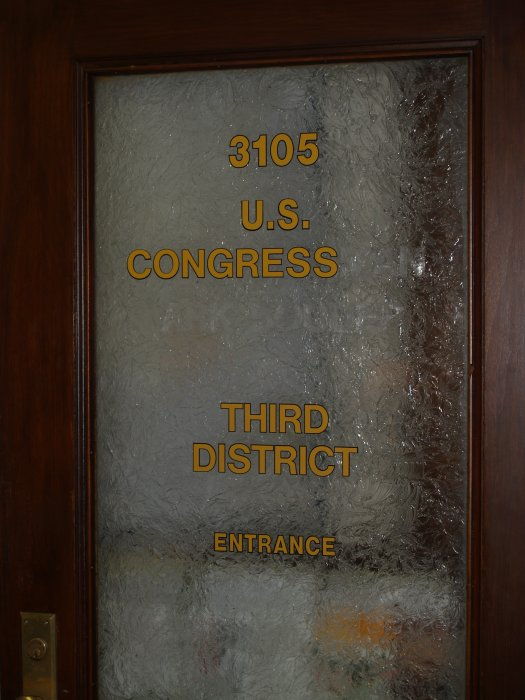 3105
U.S.
CONGRESS
THIRD
DISTRICT
ENTRANCE